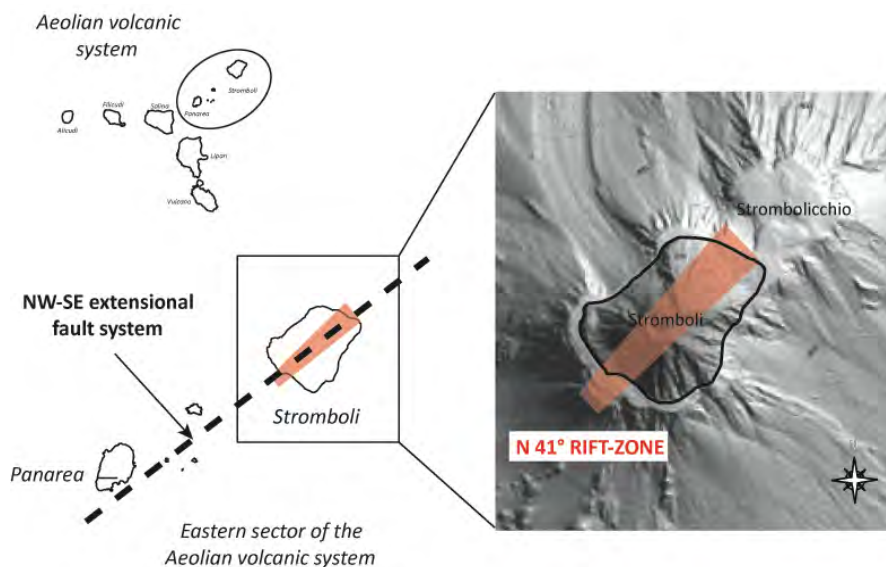 Aeolian volcanic
system
Stromboli
Panarea
Salina
Filicudi
Alicudi
Lipari
Vulcano
NW-SE extensional
fault system
Stromboli
Panarea
Eastern sector of the
Aeolian volcanic system
Strombolicchio
Stromboli
N 41° RIFT-ZONE